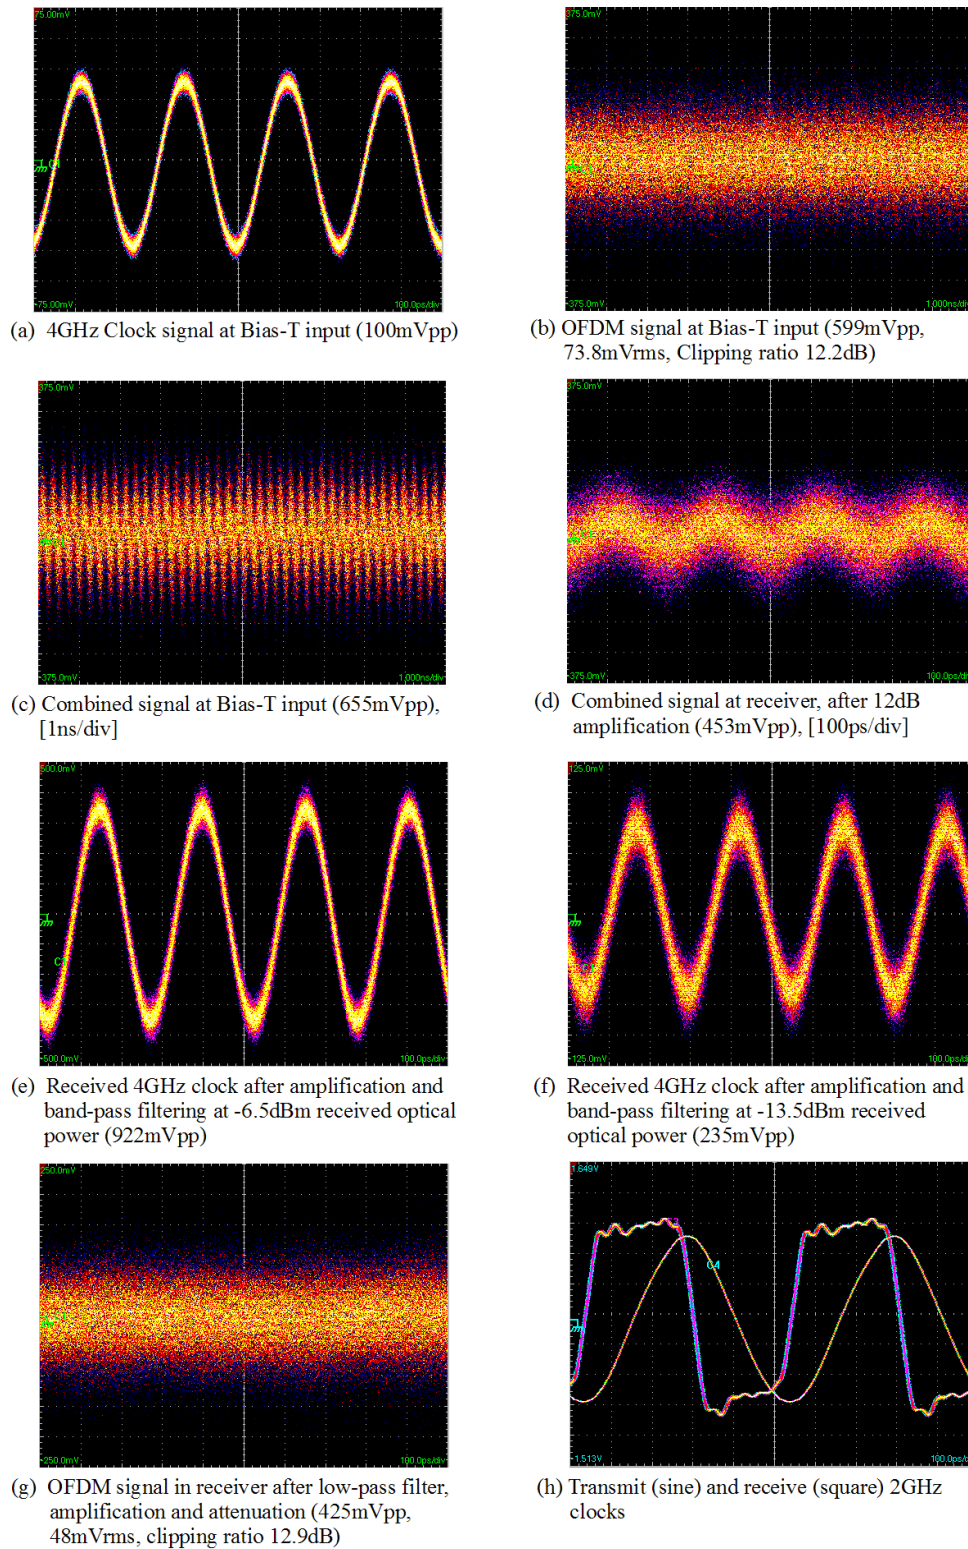 75.00mV
C1
-75.00mV
100.0ps/div
(a) 4GHz Clock signal at Bias-T input (100mVpp)
375.0mV
-375.0mV
1.000ns/div
(b) OFDM signal at Bias-T input (599mVpp,
73.8mVrms, Clipping ratio 12.2dB)
375.0mV
-375.0mV
1.000ns/div
(c) Combined signal at Bias-T input (655mVpp),
[1ns/div]
375.0mV
-375.0mV
100.0ps/div
(d) Combined signal at receiver, after 12dB
amplification (453mVpp), [100ps/div]
500.0mV
-500.0mV
100.0ps/div
(e) Received 4GHz clock after amplification and
band-pass filtering at -6.5dBm received optical
power (922mVpp)
125.0mV
-125.0mV
100.0ps/div
(f) Received 4GHz clock after amplification and
band-pass filtering at -13.5dBm received
optical power (235mVpp)
250.0mV
-250.0mV
100.0ps/div
(g) OFDM signal in receiver after low-pass filter,
amplification and attenuation (425mVpp,
48mVrms, clipping ratio 12.9dB)
1.649V
C4
1.513V
100.0ps/d
(h) Transmit (sine) and receive (square) 2GHz
clocks